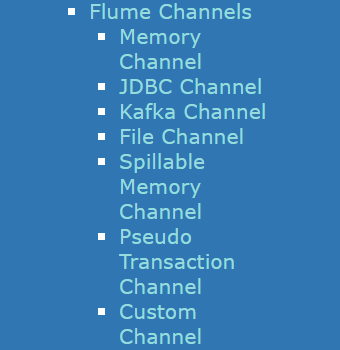 Flume Channels
Memory
Channel
JDBC Channel
Kafka Channel
File Channel
Spillable
Memory
Channel
Pseudo
Transaction
Channel
Custom
Channel